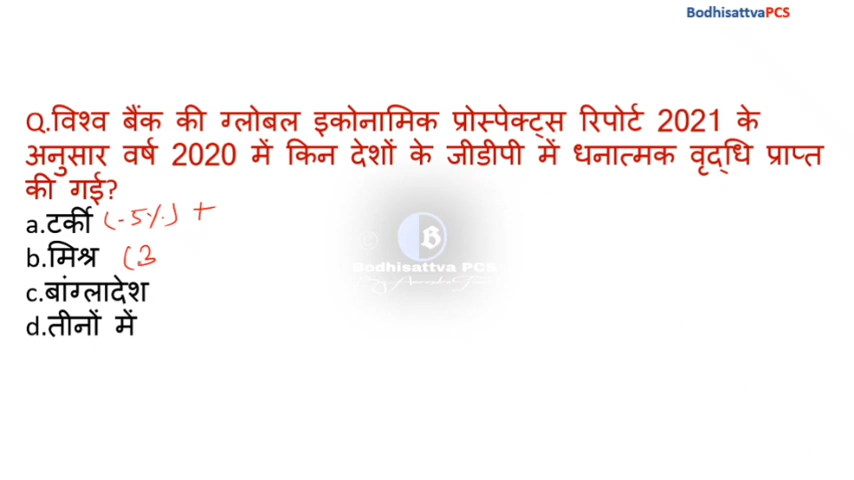 BodhisattvaPCS
Q.विश्व बैंक की ग्लोबल इकोनामिक प्रोस्पेक्ट्स रिपोर्ट 2021 के
अनुसार वर्ष 2020 में किन देशों के जीडीपी में धनात्मक वृद्धि प्राप्त
की गई?
a.टर्की (-5%) +
b.मिश्र (3
c.बांग्लादेश
d.तीनों में
B
Bodhisattva PCS